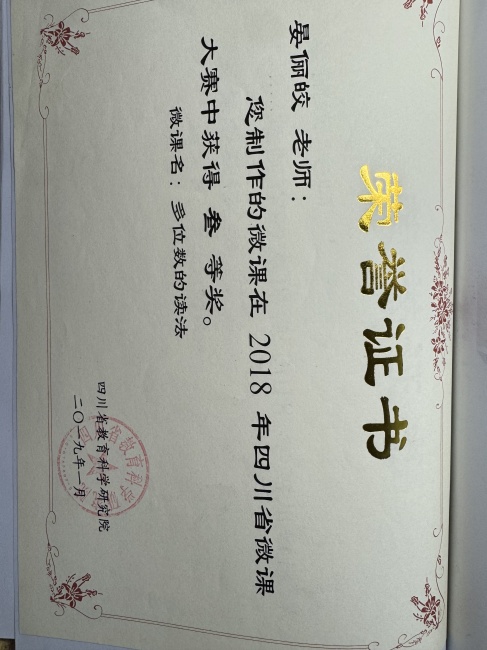 荣誉证书
晏俪皎 老师：
您制作的微课在 2018 年四川省微课
大赛中获得 叁 等奖。
微课名：多位数的读法
四川省教育科学研究院
二〇一九年一月